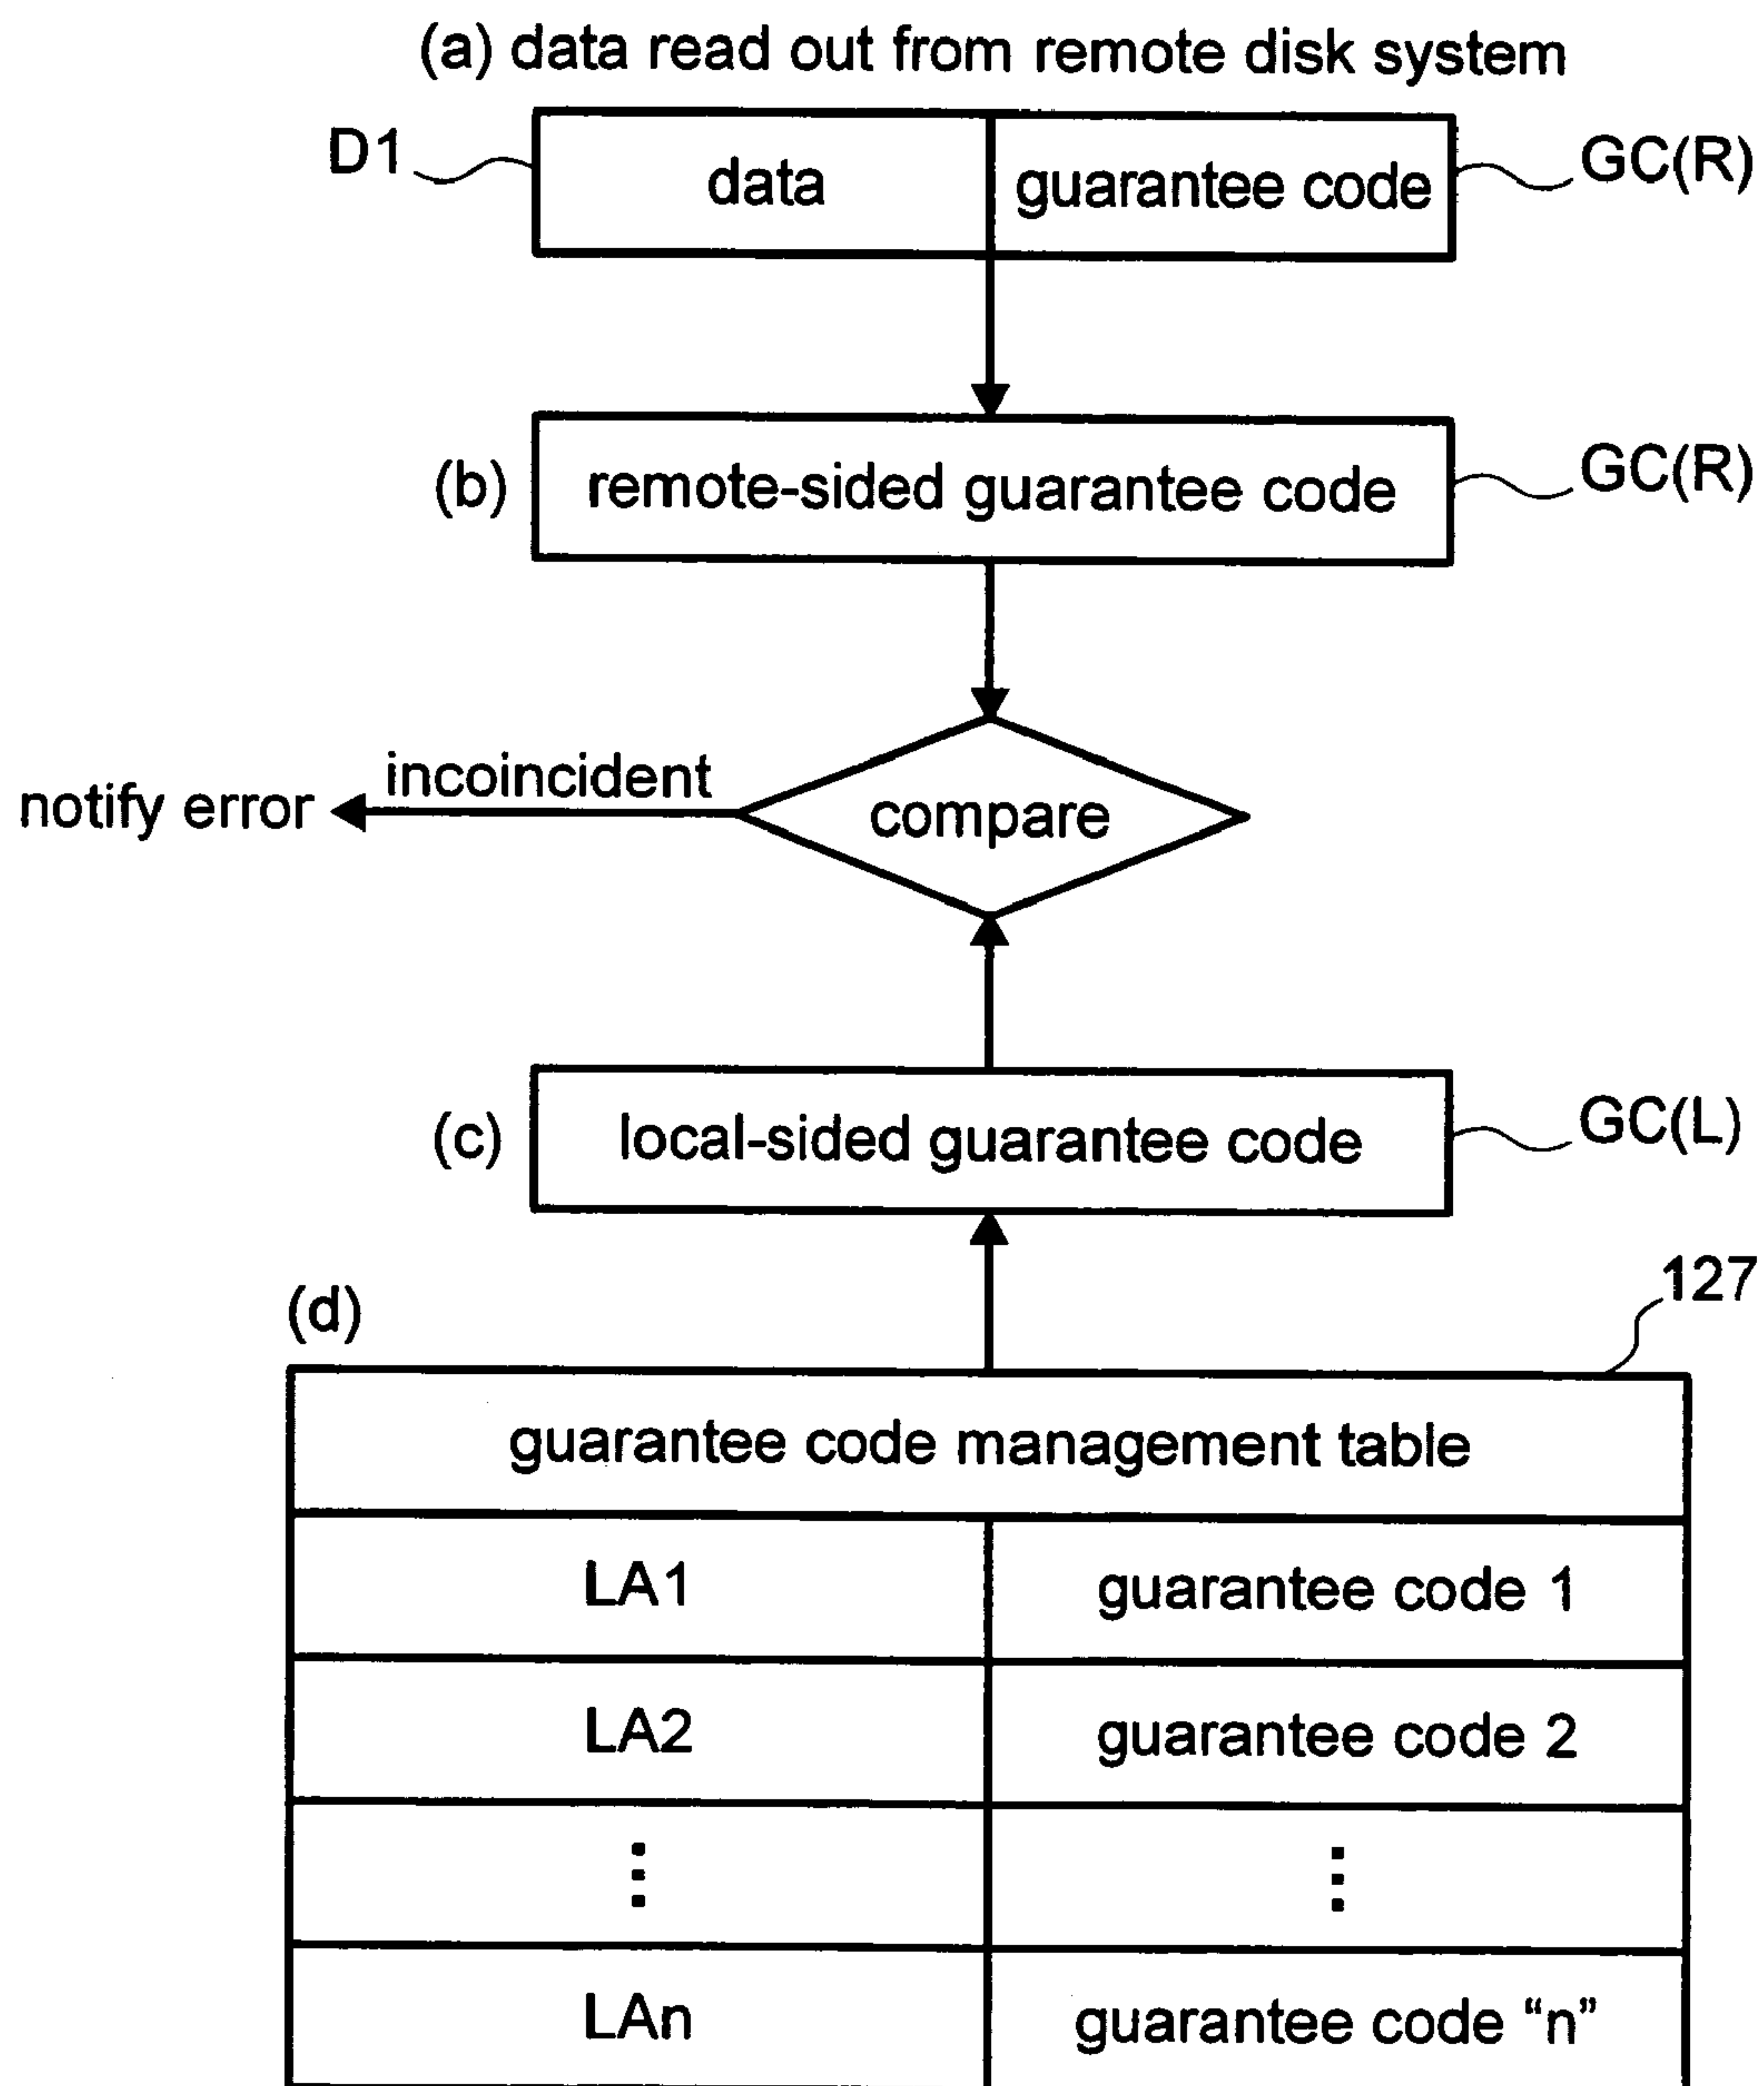 (a) data read out from remote disk system
D1
data
guarantee code
GC(R)
(b)
remote-sided guarantee code
GC(R)
incoincident
notify error
compare
(c)
local-sided guarantee code
GC(L)
(d)
127
guarantee code management table
LA1
guarantee code 1
LA2
guarantee code 2
⋮
⋮
LAn
guarantee code “n”